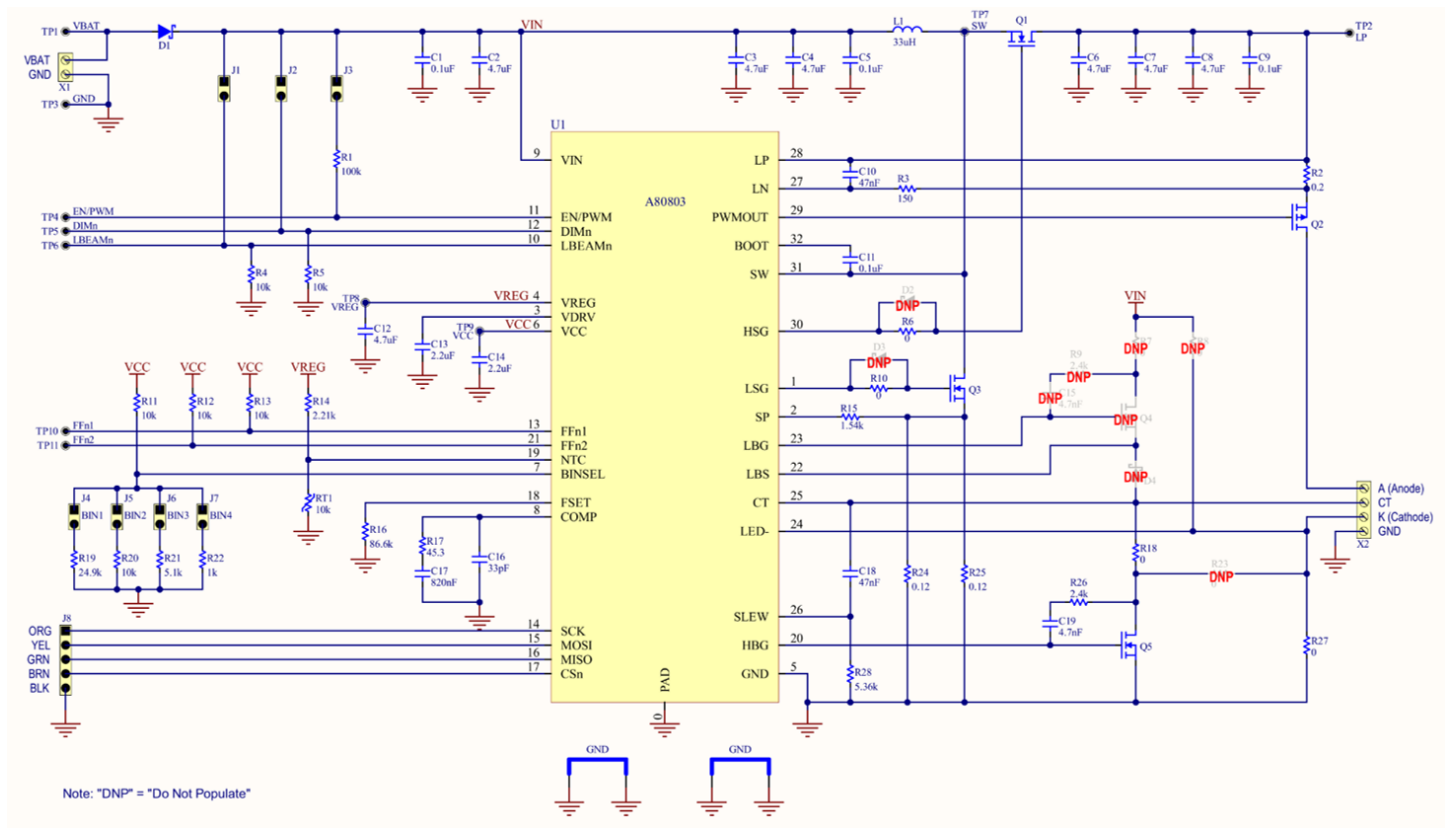 TP1 VBAT
D1
VIN
L1
33uH
TP7
SW
Q1
TP2
LP
VBAT
GND
X1
TP3 GND
J1
J2
J3
C1
0.1uF
C2
4.7uF
C3
4.7uF
C4
4.7uF
C5
0.1uF
C6
4.7uF
C7
4.7uF
C8
4.7uF
C9
0.1uF
R1
100k
U1
A80803
9 VIN
11 EN/PWM
12 DIMn
10 LBEAMn
VREG 4 VREG
3 VDRV
VCC 6 VCC
13 FFn1
21 FFn2
19 NTC
7 BINSEL
18 FSET
8 COMP
14 SCK
15 MOSI
16 MISO
17 CSn
PAD
0
LP 28
LN 27
PWMOUT 29
BOOT 32
SW 31
HSG 30
LSG 1
SP 2
LBG 23
LBS 22
CT 25
LED- 24
SLEW 26
HBG 20
GND 5
TP4 EN/PWM
TP5 DIMn
TP6 LBEAMn
R4
10k
R5
10k
TP8
VREG
C12
4.7uF
C13
2.2uF
TP9
VCC
C14
2.2uF
VCC
VCC
VCC
VREG
R11
10k
R12
10k
R13
10k
R14
2.21k
TP10 FFn1
TP11 FFn2
RT1
10k
J4
BIN1
J5
BIN2
J6
BIN3
J7
BIN4
R19
24.9k
R20
10k
R21
5.1k
R22
1k
R16
86.6k
R17
45.3
C17
820nF
C16
33pF
J8
ORG
YEL
GRN
BRN
BLK
C10
47nF
R3
150
R2
0.2
Q2
C11
0.1uF
D2
DNP
R6
0
D3
DNP
R10
0
Q3
R15
1.54k
VIN
DNP
DNP
R9
2.4k
DNP
DNP
C15
4.7nF
DNP
Q4
DNP
A (Anode)
CT
K (Cathode)
GND
X2
R18
0
R23
DNP
C18
47nF
R24
0.12
R25
0.12
R26
2.4k
C19
4.7nF
Q5
R27
0
R28
5.36k
GND
GND
Note: "DNP" = "Do Not Populate"